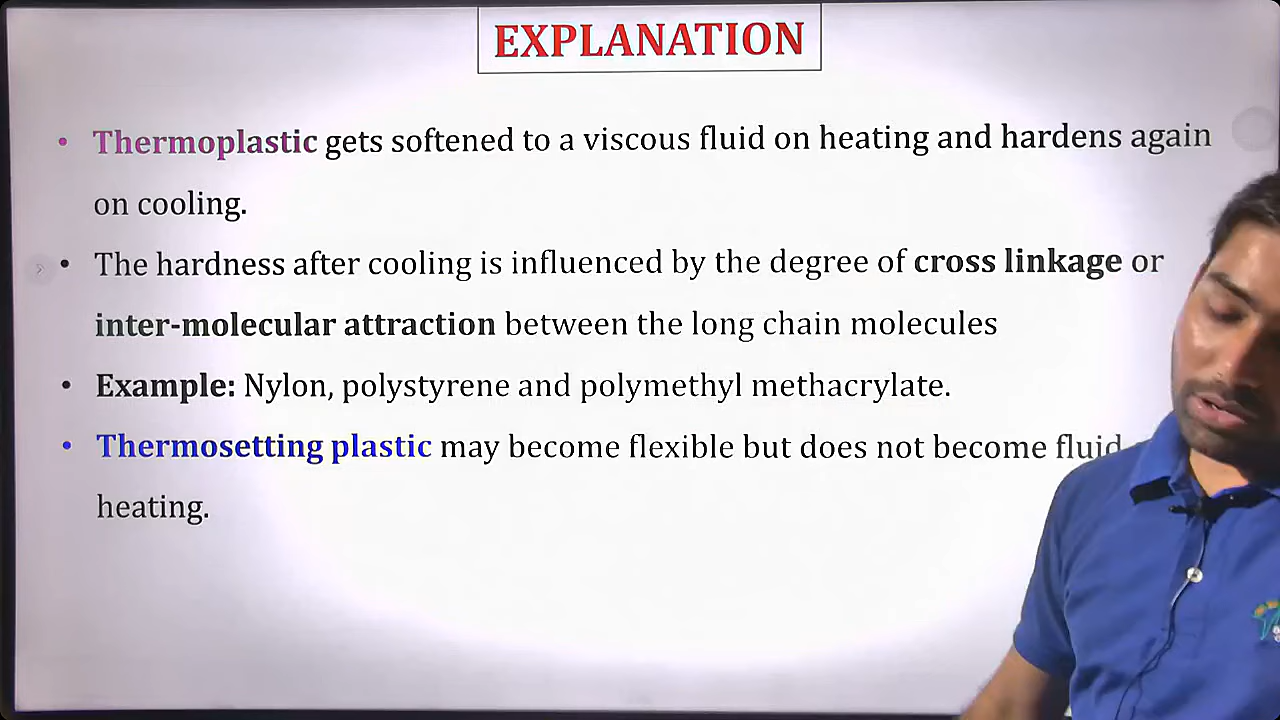 EXPLANATION
• Thermoplastic gets softened to a viscous fluid on heating and hardens again
on cooling.
• The hardness after cooling is influenced by the degree of cross linkage or
inter-molecular attraction between the long chain molecules
• Example: Nylon, polystyrene and polymethyl methacrylate.
• Thermosetting plastic may become flexible but does not become fluid
heating.